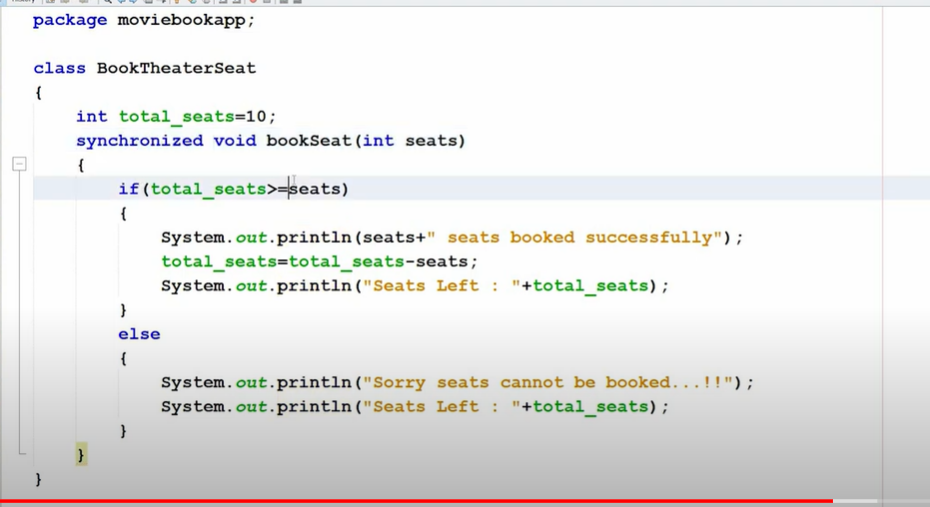 package moviebookapp;
class BookTheaterSeat
{
int total_seats=10;
synchronized void bookSeat(int seats)
{
if(total_seats>=seats)
{
System.out.println(seats+" seats booked successfully");
total_seats=total_seats-seats;
System.out.println("Seats Left : "+total_seats);
}
else
{
System.out.println("Sorry seats cannot be booked...!!");
System.out.println("Seats Left : "+total_seats);
}
}
}